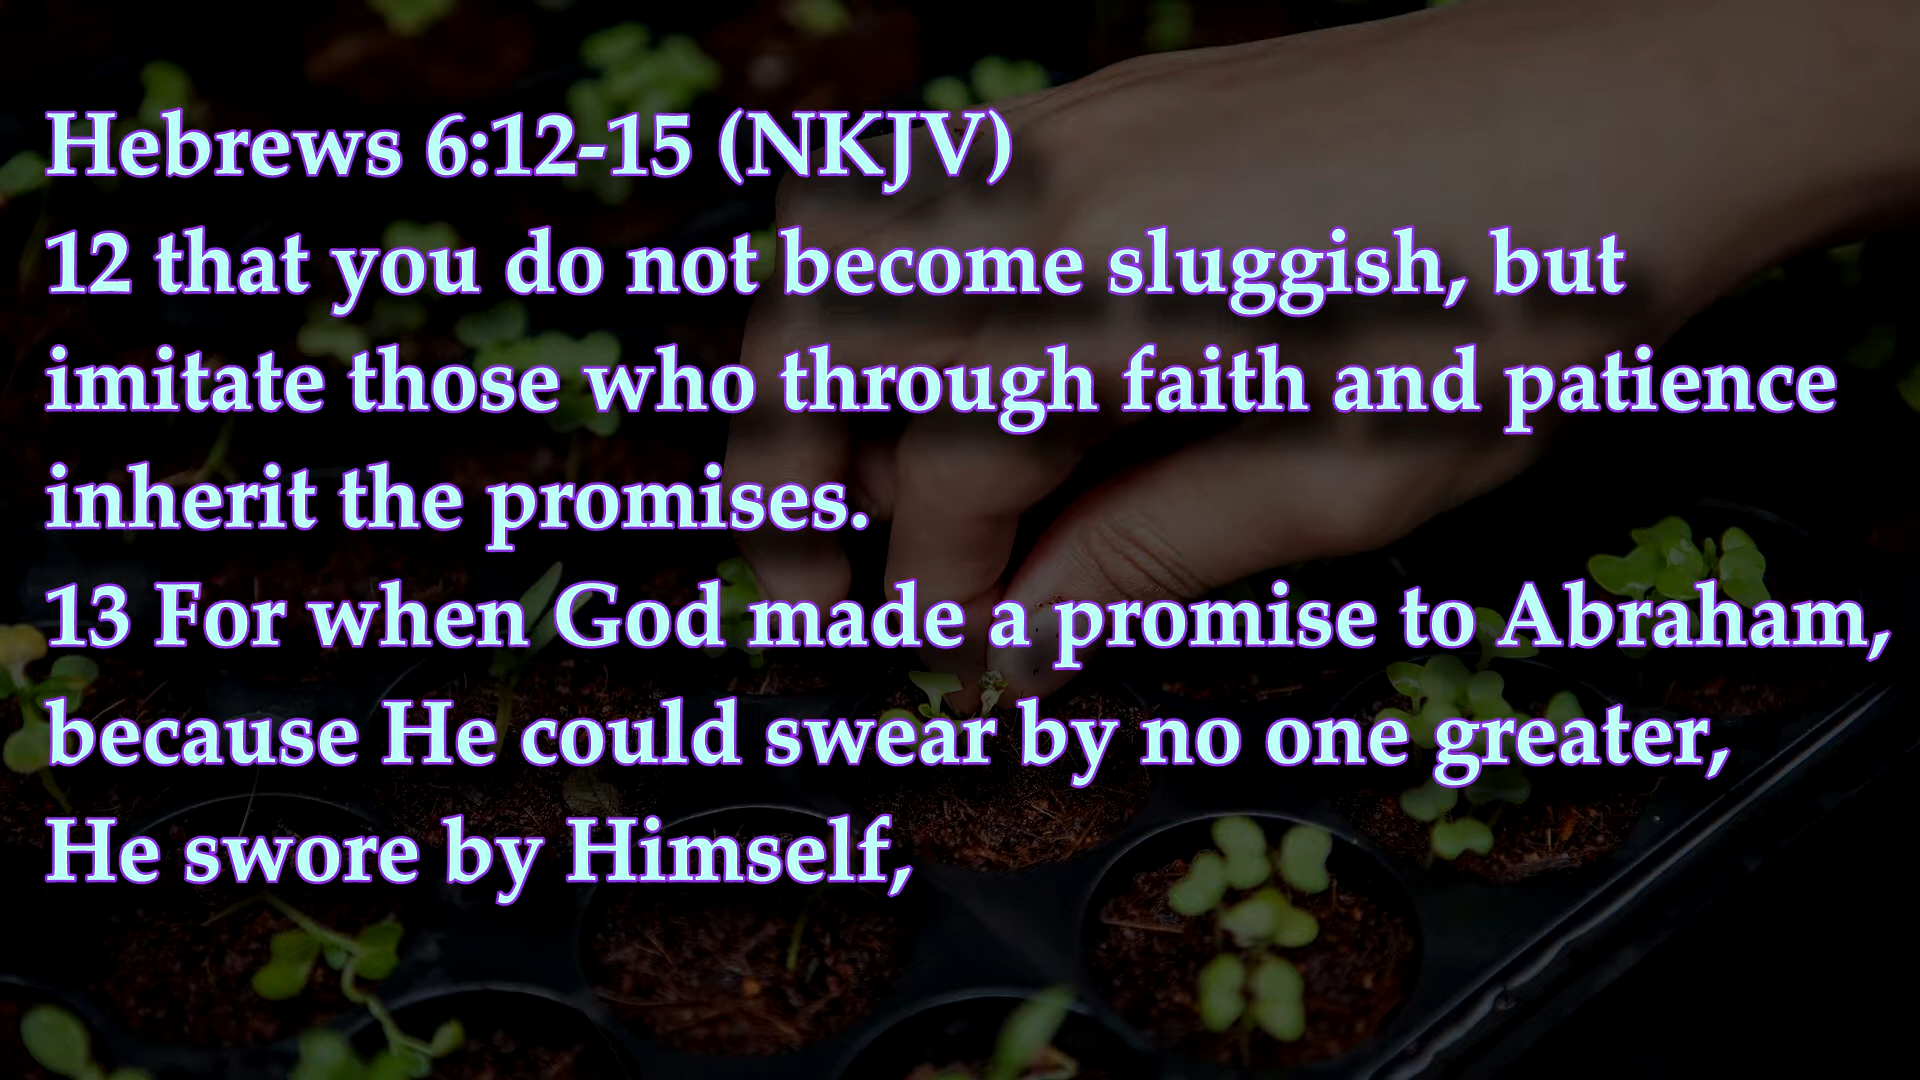 Hebrews 6:12-15 (NKJV)
12 that you do not become sluggish, but
imitate those who through faith and patience
inherit the promises.
13 For when God made a promise to Abraham,
because He could swear by no one greater,
He swore by Himself,